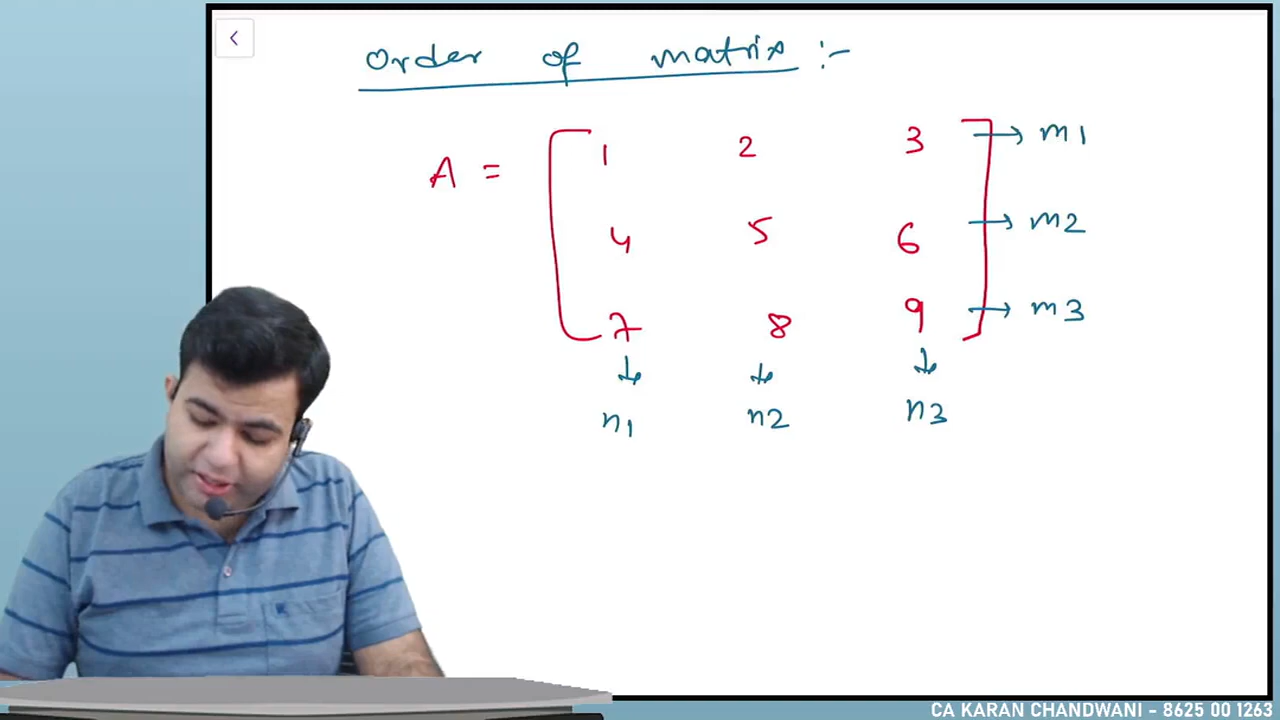 Order of matrix :-
A = [ 1 2 3 ] → m1
4 5 6 → m2
7 8 9 → m3
↓ ↓ ↓
n1 n2 n3
CA KARAN CHANDWANI - 8625 00 1263